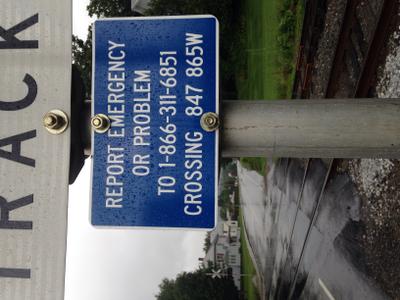 TRACK
REPORT EMERGENCY
OR PROBLEM
TO 1-866-311-6851
CROSSING 847 865W